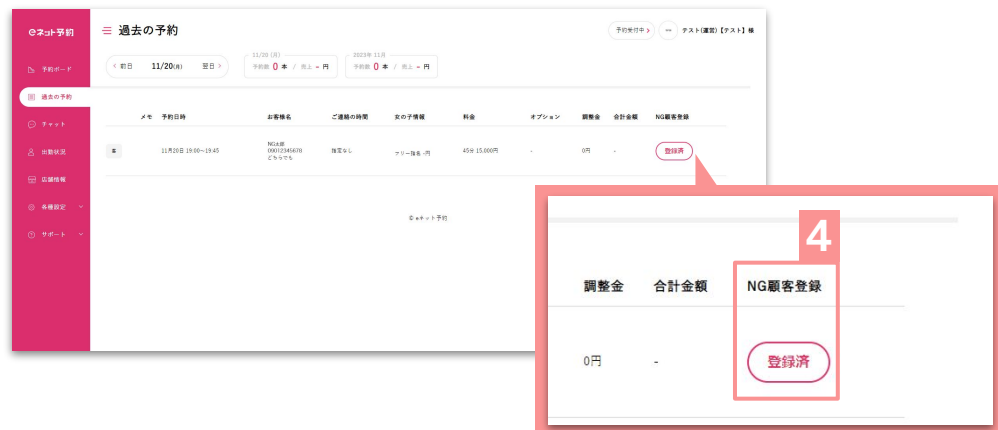 eネット予約
過去の予約
予約受付中
テスト(運営)【テスト】様
前日 11/20(月) 翌日
11/20 (月)
予約数 0 本 / 売上 - 円
2023年 11月
予約数 0 本 / 売上 - 円
予約ボード
過去の予約
チャット
出勤状況
店舗情報
各種設定
サポート
メモ 予約日時 お客様名 ご連絡の時間 女の子情報 料金 オプション 調整金 合計金額 NG顧客登録
11月20日 19:00〜19:45
NG太郎
09012345678
どちらでも
指定なし
フリー指名 -円
45分 15,000円
-
0円
-
登録済
© eネット予約
4
調整金 合計金額 NG顧客登録
0円 - 登録済